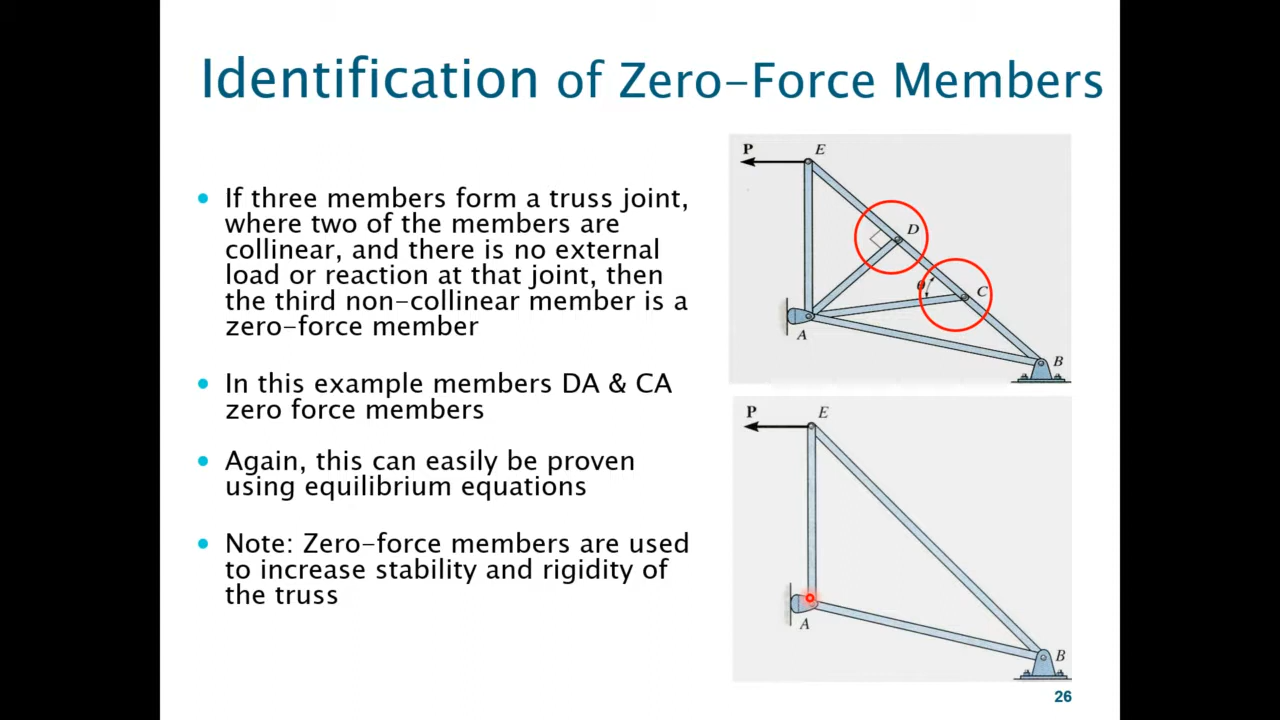 Identification of Zero-Force Members
• If three members form a truss joint,
where two of the members are
collinear, and there is no external
load or reaction at that joint, then
the third non-collinear member is a
zero-force member
• In this example members DA & CA
zero force members
• Again, this can easily be proven
using equilibrium equations
• Note: Zero-force members are used
to increase stability and rigidity of
the truss
P
E
D
θ
C
A
B
P
E
A
B
26